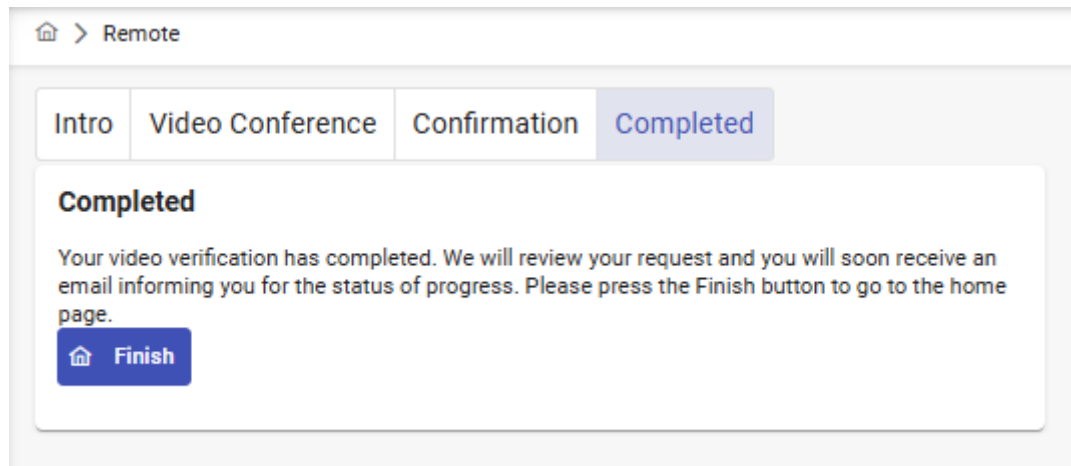 Remote
Intro
Video Conference
Confirmation
Completed
Completed
Your video verification has completed. We will review your request and you will soon receive an
email informing you for the status of progress. Please press the Finish button to go to the home
page.
Finish